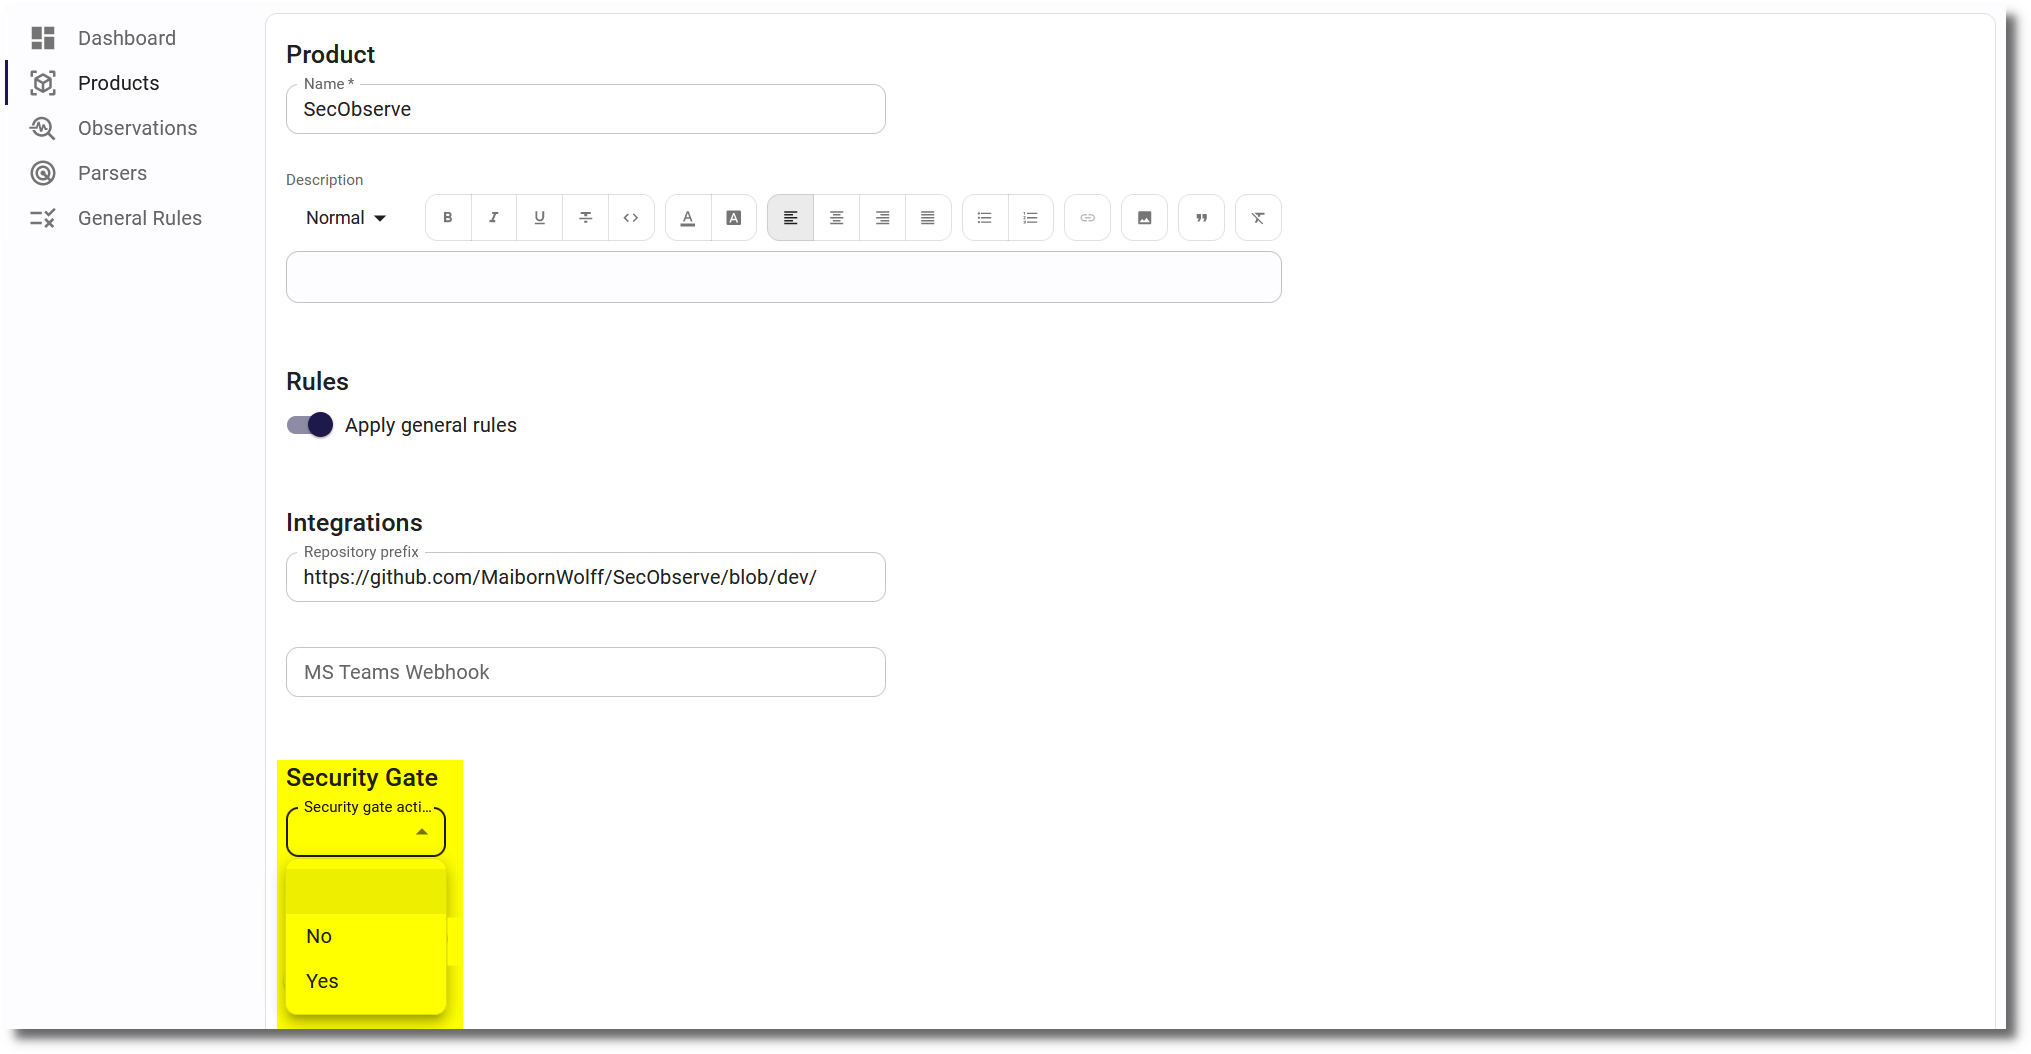 Dashboard
Products
Observations
Parsers
General Rules
Product
Name *
SecObserve
Description
Normal
Rules
Apply general rules
Integrations
Repository prefix
https://github.com/MaibornWolff/SecObserve/blob/dev/
MS Teams Webhook
Security Gate
Security gate acti...
No
Yes